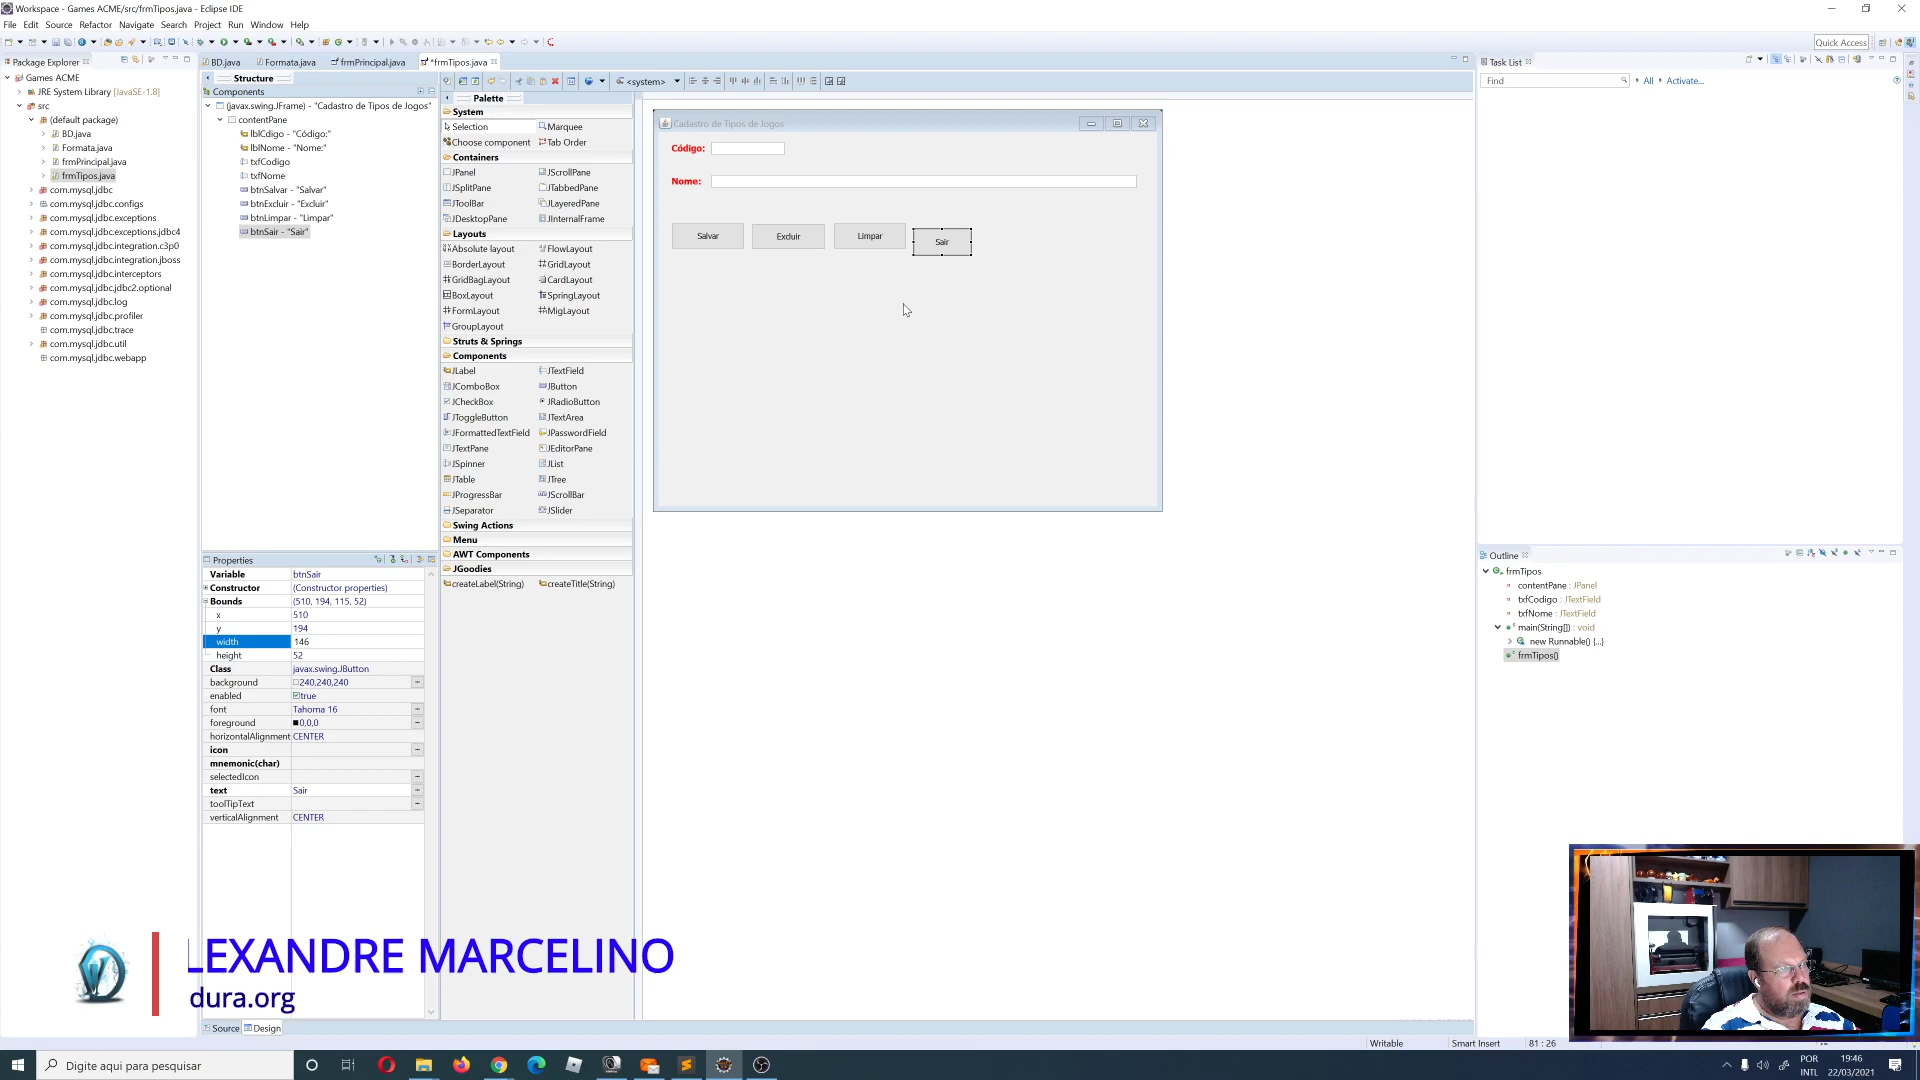 Workspace - Games ACME/src/frmTipos.java - Eclipse IDE
File Edit Source Refactor Navigate Search Project Run Window Help
Quick Access
Package Explorer
Games ACME
JRE System Library [JavaSE-1.8]
src
(default package)
BD.java
Formata.java
frmPrincipal.java
frmTipos.java
com.mysql.jdbc
com.mysql.jdbc.configs
com.mysql.jdbc.exceptions
com.mysql.jdbc.exceptions.jdbc4
com.mysql.jdbc.integration.c3p0
com.mysql.jdbc.integration.jboss
com.mysql.jdbc.interceptors
com.mysql.jdbc.jdbc2.optional
com.mysql.jdbc.log
com.mysql.jdbc.profiler
com.mysql.jdbc.trace
com.mysql.jdbc.util
com.mysql.jdbc.webapp
BD.java Formata.java frmPrincipal.java *frmTipos.java
Structure
Components
(javax.swing.JFrame) - "Cadastro de Tipos de Jogos"
contentPane
lblCdigo - "Código:"
lblNome - "Nome:"
txfCodigo
txfNome
btnSalvar - "Salvar"
btnExcluir - "Excluir"
btnLimpar - "Limpar"
btnSair - "Sair"
Properties
Variable btnSair
Constructor (Constructor properties)
Bounds (510, 194, 115, 52)
x 510
y 194
width 146
height 52
Class javax.swing.JButton
background 240,240,240
enabled true
font Tahoma 16
foreground 0,0,0
horizontalAlignment CENTER
icon
mnemonic(char)
selectedIcon
text Sair
toolTipText
verticalAlignment CENTER
Source Design
<system>
Palette
System
Selection Marquee
Choose component Tab Order
Containers
JPanel JScrollPane
JSplitPane JTabbedPane
JToolBar JLayeredPane
JDesktopPane JInternalFrame
Layouts
Absolute layout FlowLayout
BorderLayout GridLayout
GridBagLayout CardLayout
BoxLayout SpringLayout
FormLayout MigLayout
GroupLayout
Struts & Springs
Components
JLabel JTextField
JComboBox JButton
JCheckBox JRadioButton
JToggleButton JTextArea
JFormattedTextField JPasswordField
JTextPane JEditorPane
JSpinner JList
JTable JTree
JProgressBar JScrollBar
JSeparator JSlider
Swing Actions
Menu
AWT Components
JGoodies
createLabel(String) createTitle(String)
Cadastro de Tipos de Jogos
Código:
Nome:
Salvar Excluir Limpar Sair
Task List
Find All Activate...
Outline
frmTipos
contentPane : JPanel
txfCodigo : JTextField
txfNome : JTextField
main(String[]) : void
new Runnable() {...}
frmTipos()
LEXANDRE MARCELINO
dura.org
Writable Smart Insert 81 : 26
Digite aqui para pesquisar
POR
INTL
19:46
22/03/2021